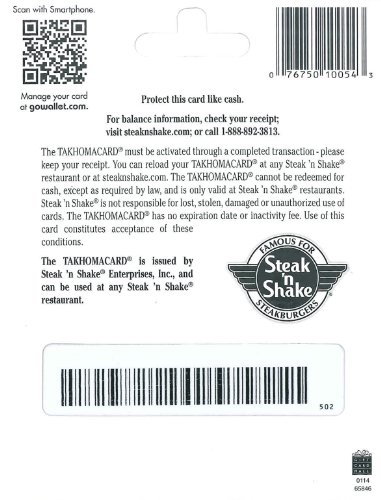 Scan with Smartphone.
Manage your
card at
gowallet.com.
0 76750 10054 3
Protect this card like cash.
For balance information, check your receipt;
visit steaknshake.com; or call 1-888-892-3813.
The TAKHOMACARD® must be activated through a completed transaction - please
keep your receipt. You can reload your TAKHOMACARD® at any Steak 'n Shake®
restaurant or at steaknshake.com. The TAKHOMACARD® cannot be redeemed for
cash, except as required by law, and is only valid at Steak 'n Shake® restaurants.
Steak 'n Shake® is not responsible for lost, stolen, damaged or unauthorized use of
cards. The TAKHOMACARD® has no expiration date or inactivity fee. Use of this
card constitutes acceptance of these
conditions.
The TAKHOMACARD® is issued by
Steak 'n Shake® Enterprises, Inc., and
can be used at any Steak 'n Shake®
restaurant.
FAMOUS FOR
Steak
'n
Shake®
STEAKBURGERS
502
GIFT
CARD
MALL
0114
65846